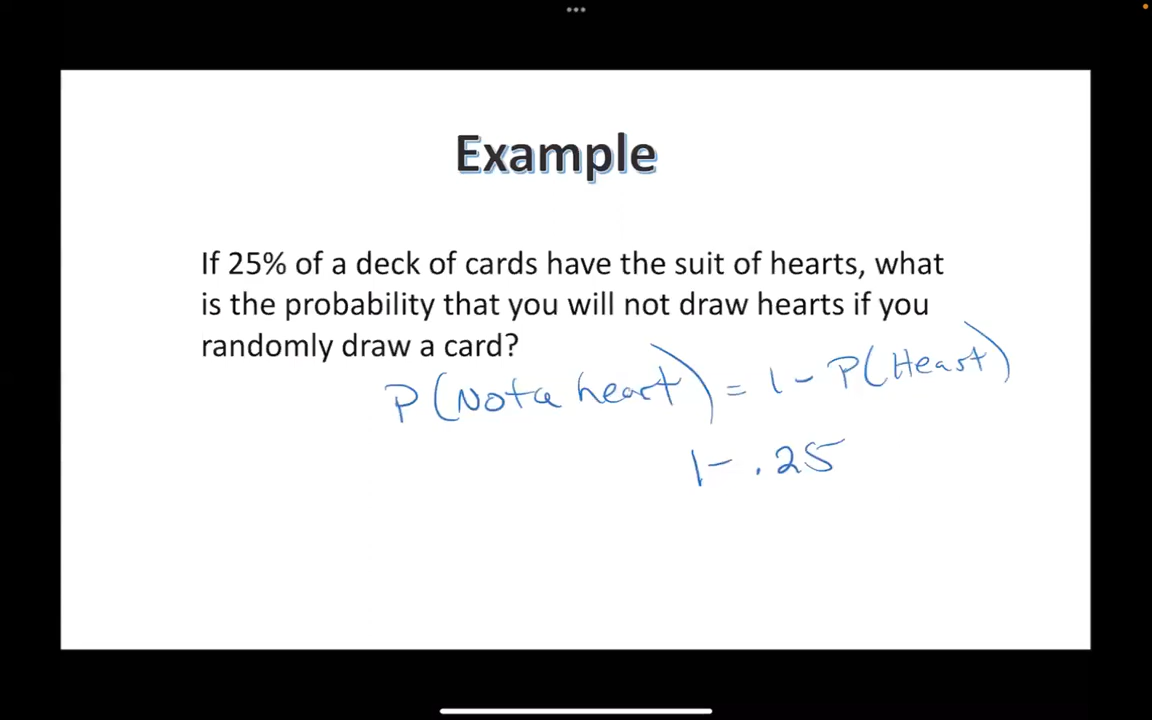 Example
If 25% of a deck of cards have the suit of hearts, what
is the probability that you will not draw hearts if you
randomly draw a card?
P(Not a heart) = 1 - P(Heart)
1 - .25